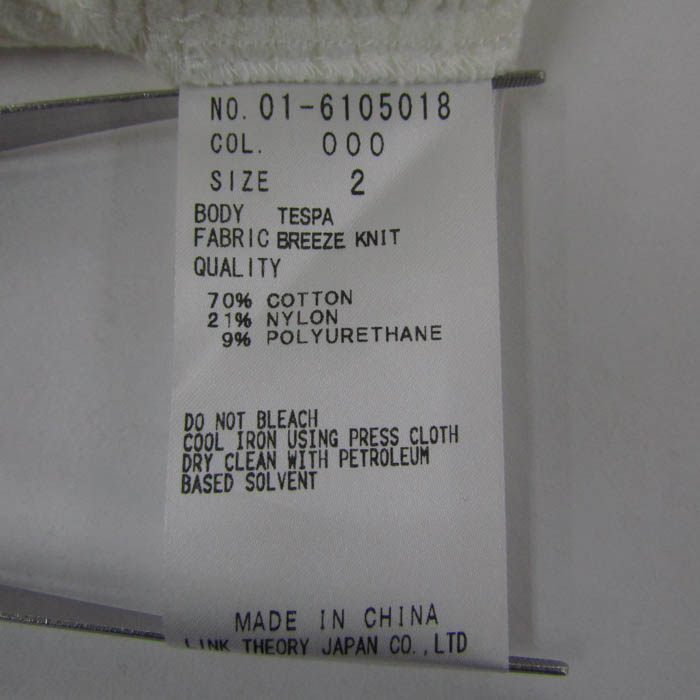 NO. 01-6105018
COL. 000
SIZE 2
BODY TESPA
FABRIC BREEZE KNIT
QUALITY
70% COTTON
21% NYLON
9% POLYURETHANE
DO NOT BLEACH
COOL IRON USING PRESS CLOTH
DRY CLEAN WITH PETROLEUM
BASED SOLVENT
MADE IN CHINA
LINK THEORY JAPAN CO., LTD